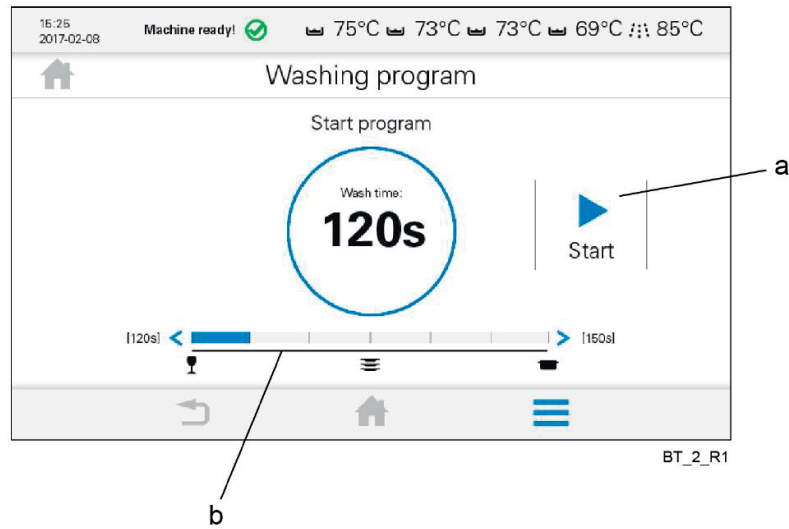 15:25
2017-02-08
Machine ready!
75°C 73°C 73°C 69°C 85°C
Washing program
Start program
Wash time:
120s
a
Start
[120s]
[150s]
BT_2_R1
b